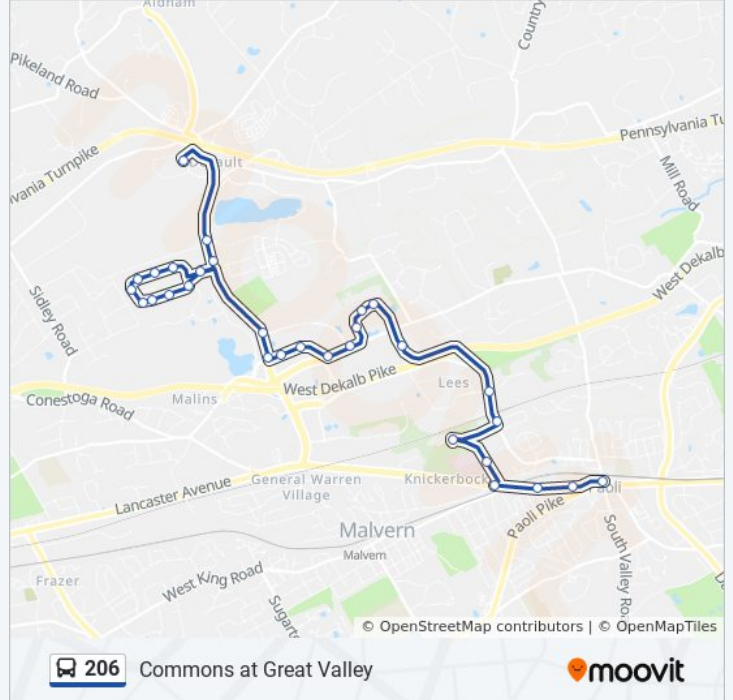 Aldham
Country
Pikeland Road
Pennsylvania Tu
vania Turnpike
Mill Road
West Dekalb
Sidley Road
West Dekalb Pike
Lees
Malins
Conestoga Road
General Warren
Village
Knickerbock
Lancaster Avenue
Paoli Pike
Malvern
Malvern
South Valley Ro
Frazer
West King Road
Sugart
© OpenStreetMap contributors | © OpenMapTiles
206 Commons at Great Valley
moovit